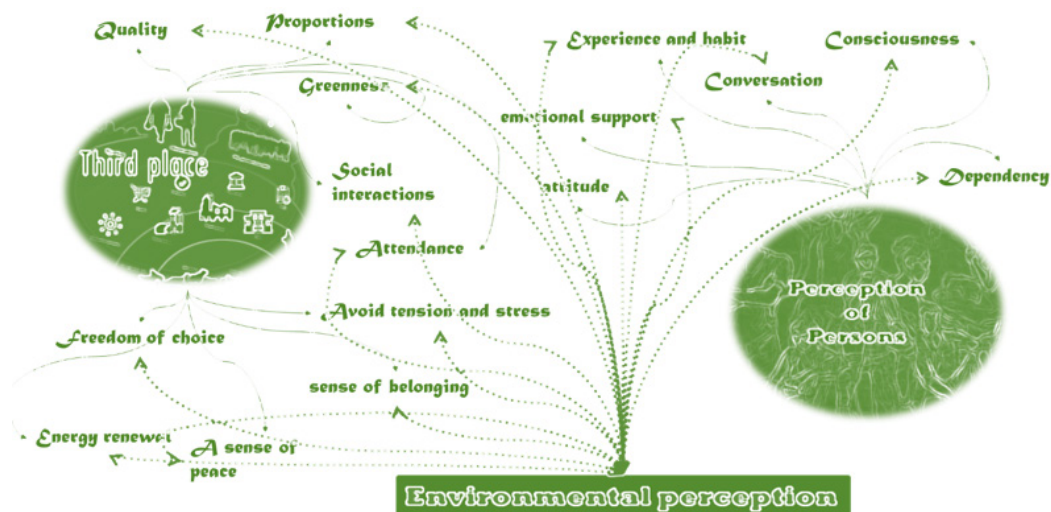 Quality
Proportions
Experience and habit
Consciousness
Conversation
Greenness
emotional support
Third place
Social
interactions
attitude
Dependency
Attendance
Perception
of
Persons
Avoid tension and stress
Freedom of choice
sense of belonging
Energy renewal
A sense of
peace
Environmental perception